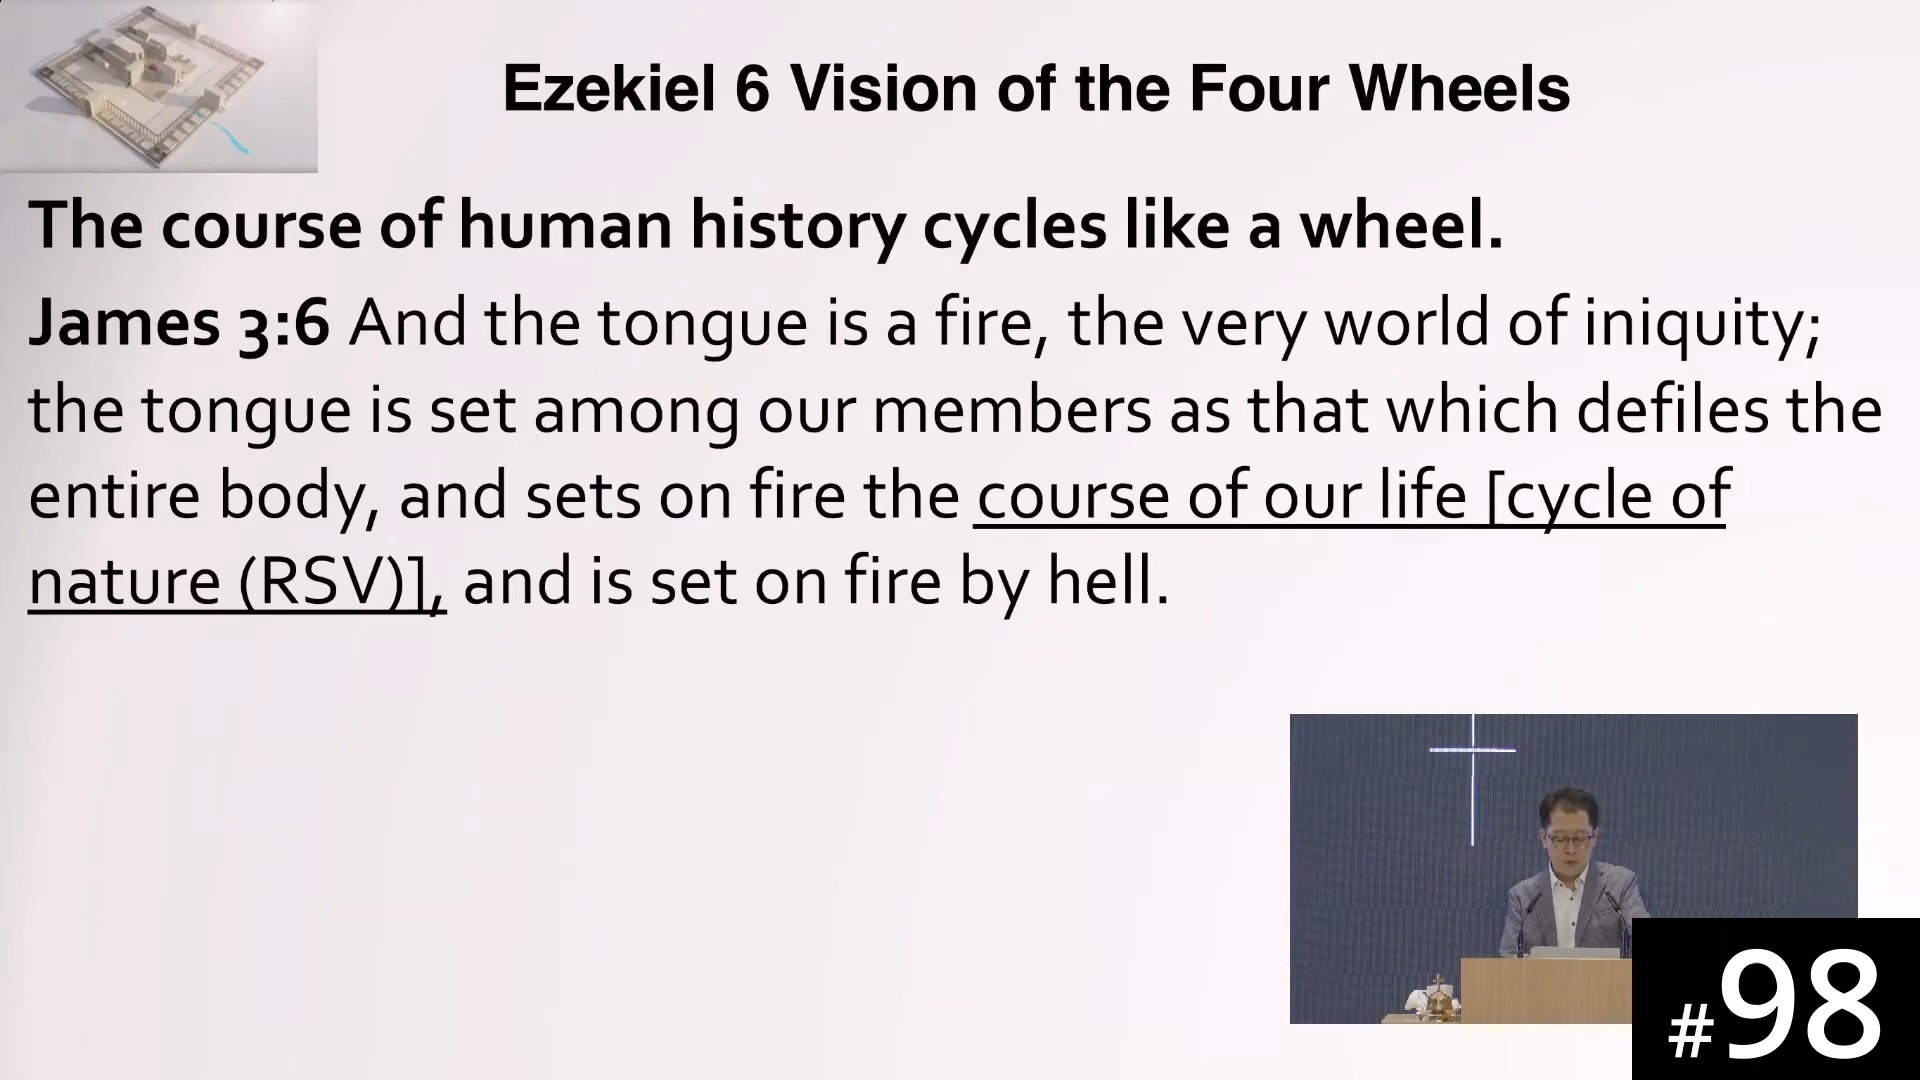 Ezekiel 6 Vision of the Four Wheels
The course of human history cycles like a wheel.
James 3:6 And the tongue is a fire, the very world of iniquity;
the tongue is set among our members as that which defiles the
entire body, and sets on fire the course of our life [cycle of
nature (RSV)], and is set on fire by hell.
#98